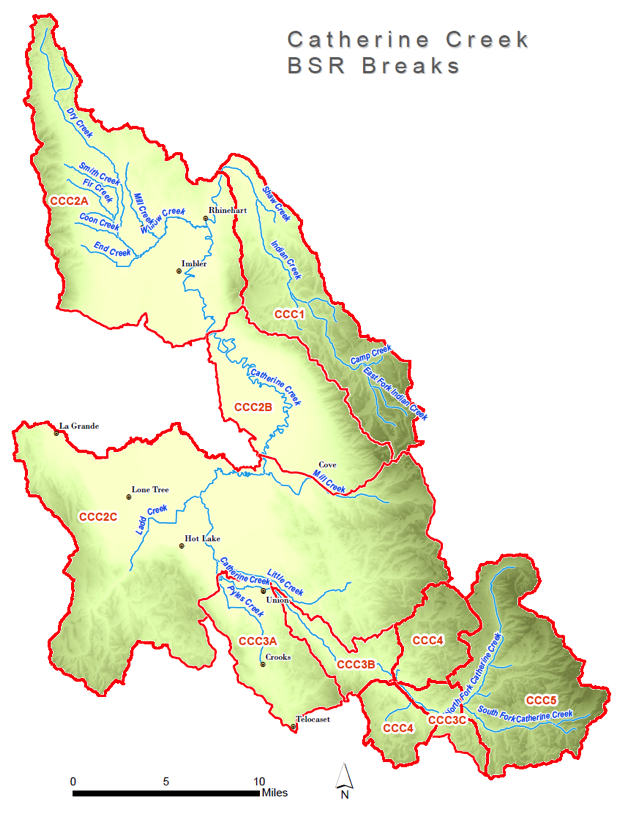 Catherine Creek
BSR Breaks
Dry Creek
Smith Creek
Fir Creek
CCC2A
Mill Creek
Willow Creek
Coon Creek
End Creek
Rhinehart
Shaw Creek
Imbler
Indian Creek
CCC1
Camp Creek
East Fork Indian Creek
Catherine Creek
CCC2B
La Grande
Cove
Mill Creek
Lone Tree
CCC2C
Ladd Creek
Hot Lake
Catherine Creek
Little Creek
Pyles Creek
Union
CCC3A
Crooks
CCC3B
CCC4
North Fork Catherine Creek
CCC5
South Fork Catherine Creek
CCC3C
CCC4
Telocaset
0 5 10
Miles
N